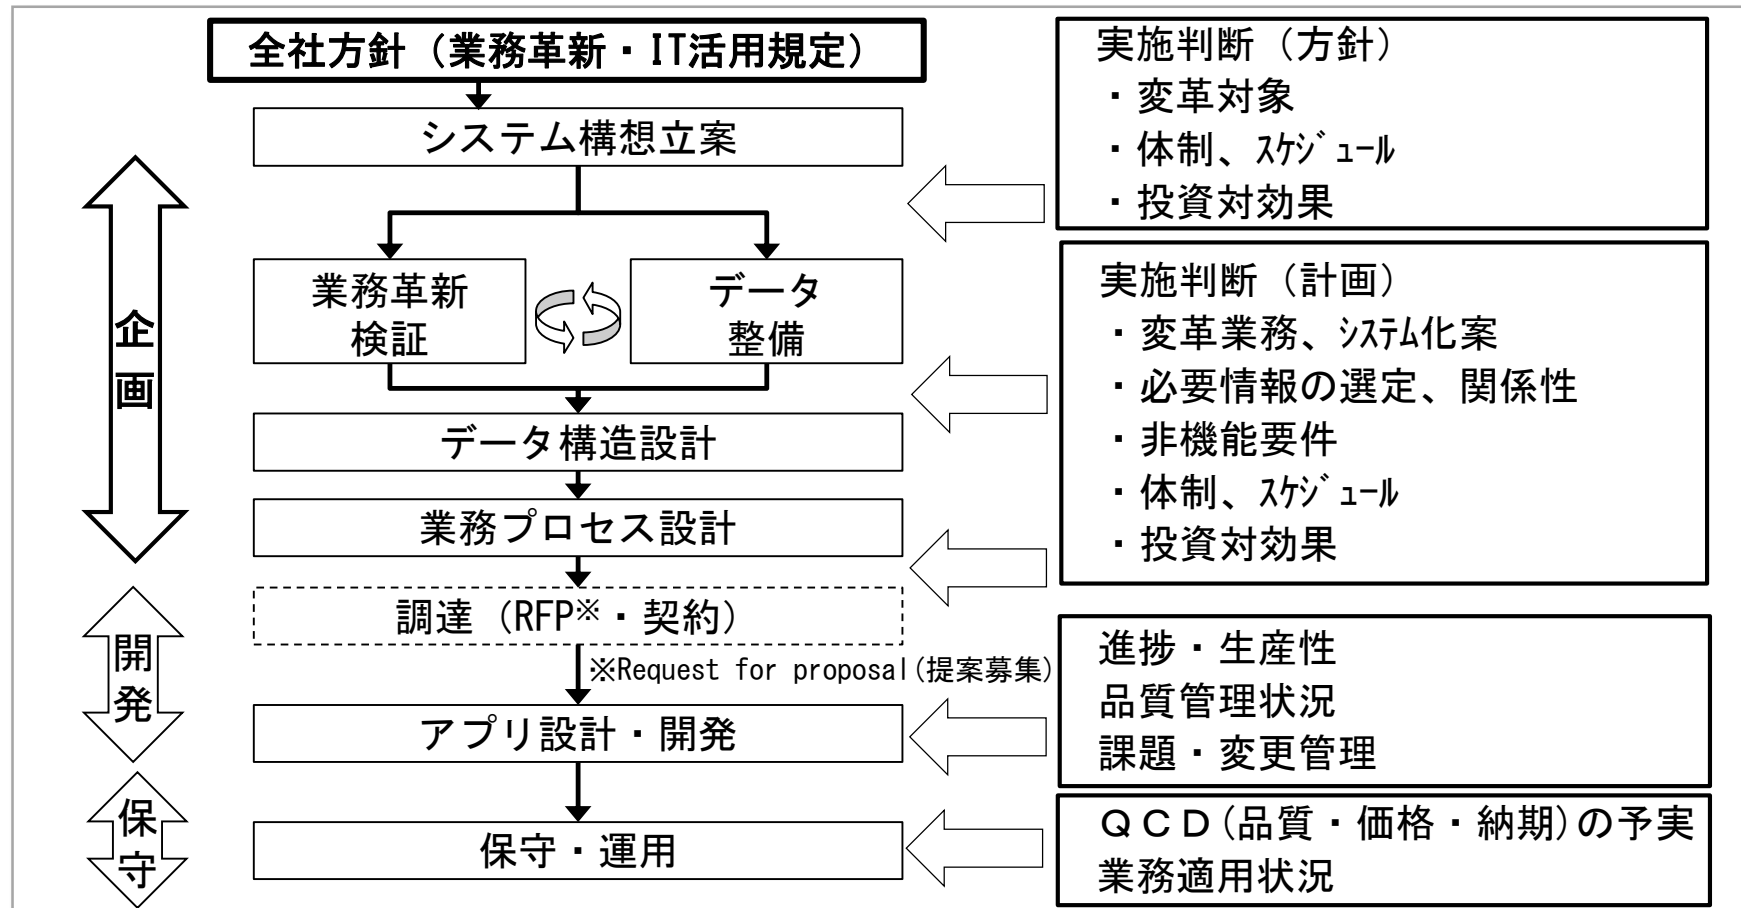 全社方針（業務革新・IT活用規定）
システム構想立案
業務革新
検証
データ
整備
データ構造設計
業務プロセス設計
調達（RFP※・契約）
※Request for proposal(提案募集)
アプリ設計・開発
保守・運用
企
画
開
発
保
守
実施判断（方針）
・変革対象
・体制、ｽｹｼﾞｭｰﾙ
・投資対効果
実施判断（計画）
・変革業務、ｼｽﾃﾑ化案
・必要情報の選定、関係性
・非機能要件
・体制、ｽｹｼﾞｭｰﾙ
・投資対効果
進捗・生産性
品質管理状況
課題・変更管理
ＱＣＤ(品質・価格・納期)の予実
業務適用状況